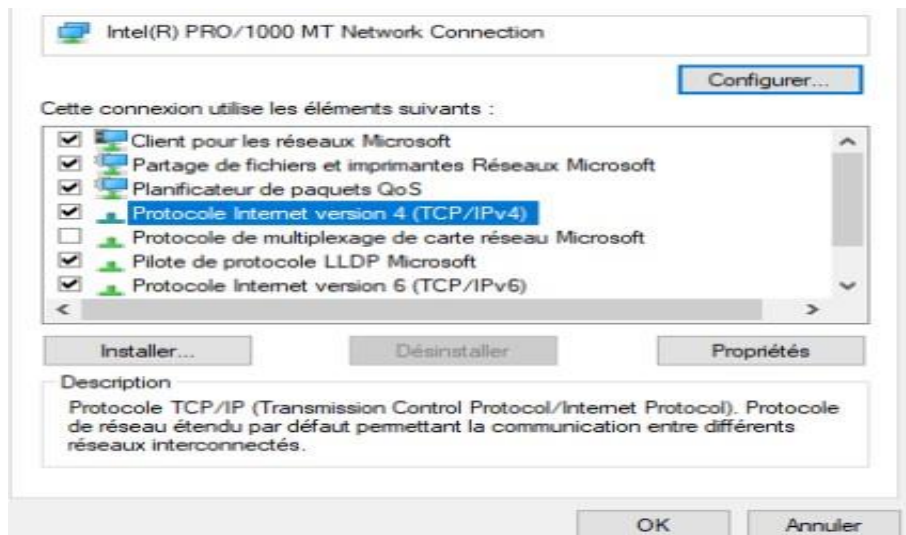 Intel(R) PRO/1000 MT Network Connection
Configurer...
Cette connexion utilise les éléments suivants :
Client pour les réseaux Microsoft
Partage de fichiers et imprimantes Réseaux Microsoft
Planificateur de paquets QoS
Protocole Internet version 4 (TCP/IPv4)
Protocole de multiplexage de carte réseau Microsoft
Pilote de protocole LLDP Microsoft
Protocole Internet version 6 (TCP/IPv6)
Installer...
Désinstaller
Propriétés
Description
Protocole TCP/IP (Transmission Control Protocol/Internet Protocol). Protocole
de réseau étendu par défaut permettant la communication entre différents
réseaux interconnectés.
OK
Annuler